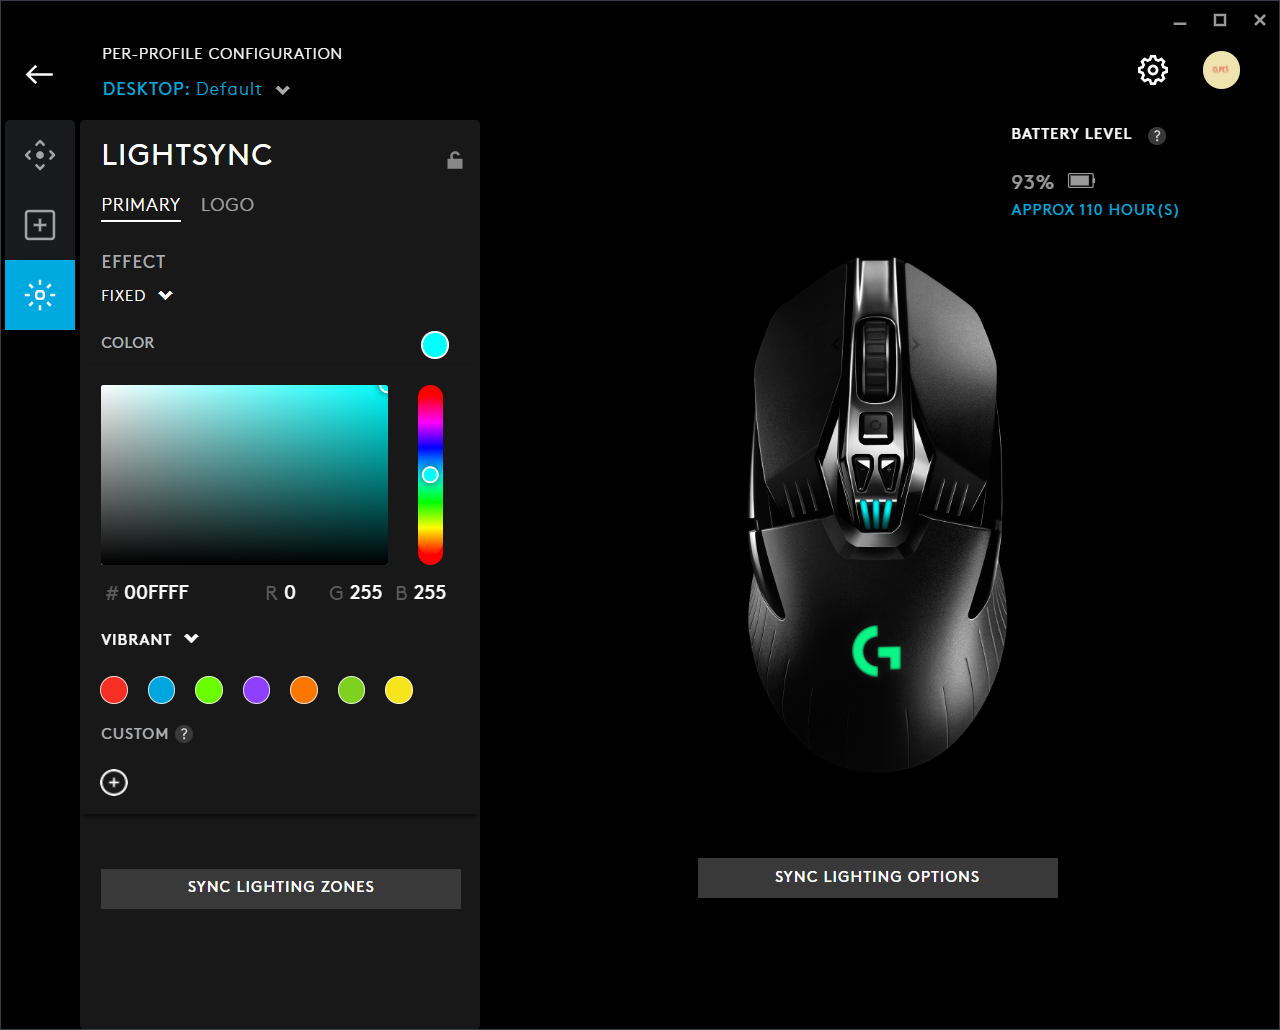 PER-PROFILE CONFIGURATION
DESKTOP: Default
LIGHTSYNC
PRIMARY LOGO
EFFECT
FIXED
COLOR
# 00FFFF R 0 G 255 B 255
VIBRANT
CUSTOM ?
SYNC LIGHTING ZONES
BATTERY LEVEL ?
93%
APPROX 110 HOUR(S)
G
SYNC LIGHTING OPTIONS